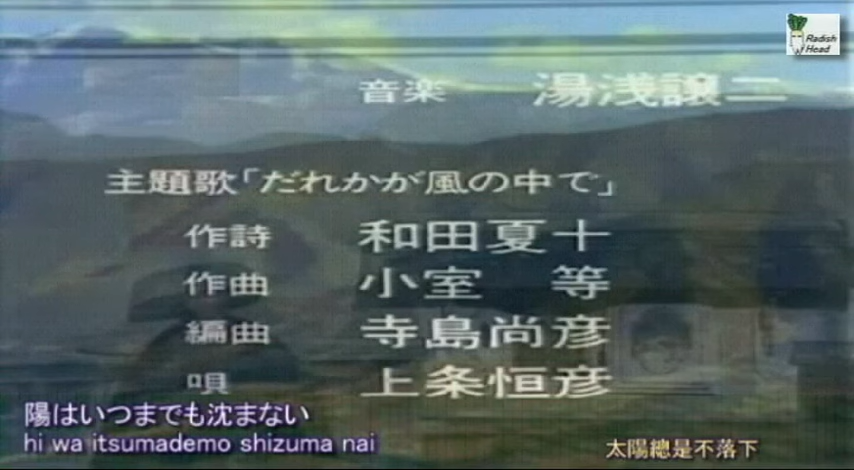 Radish
Head
音楽 湯浅譲二
主題歌「だれかが風の中で」
作詩 和田夏十
作曲 小室 等
編曲 寺島尚彦
唄 上条恒彦
陽はいつまでも沈まない
hi wa itsumademo shizuma nai
太陽總是不落下